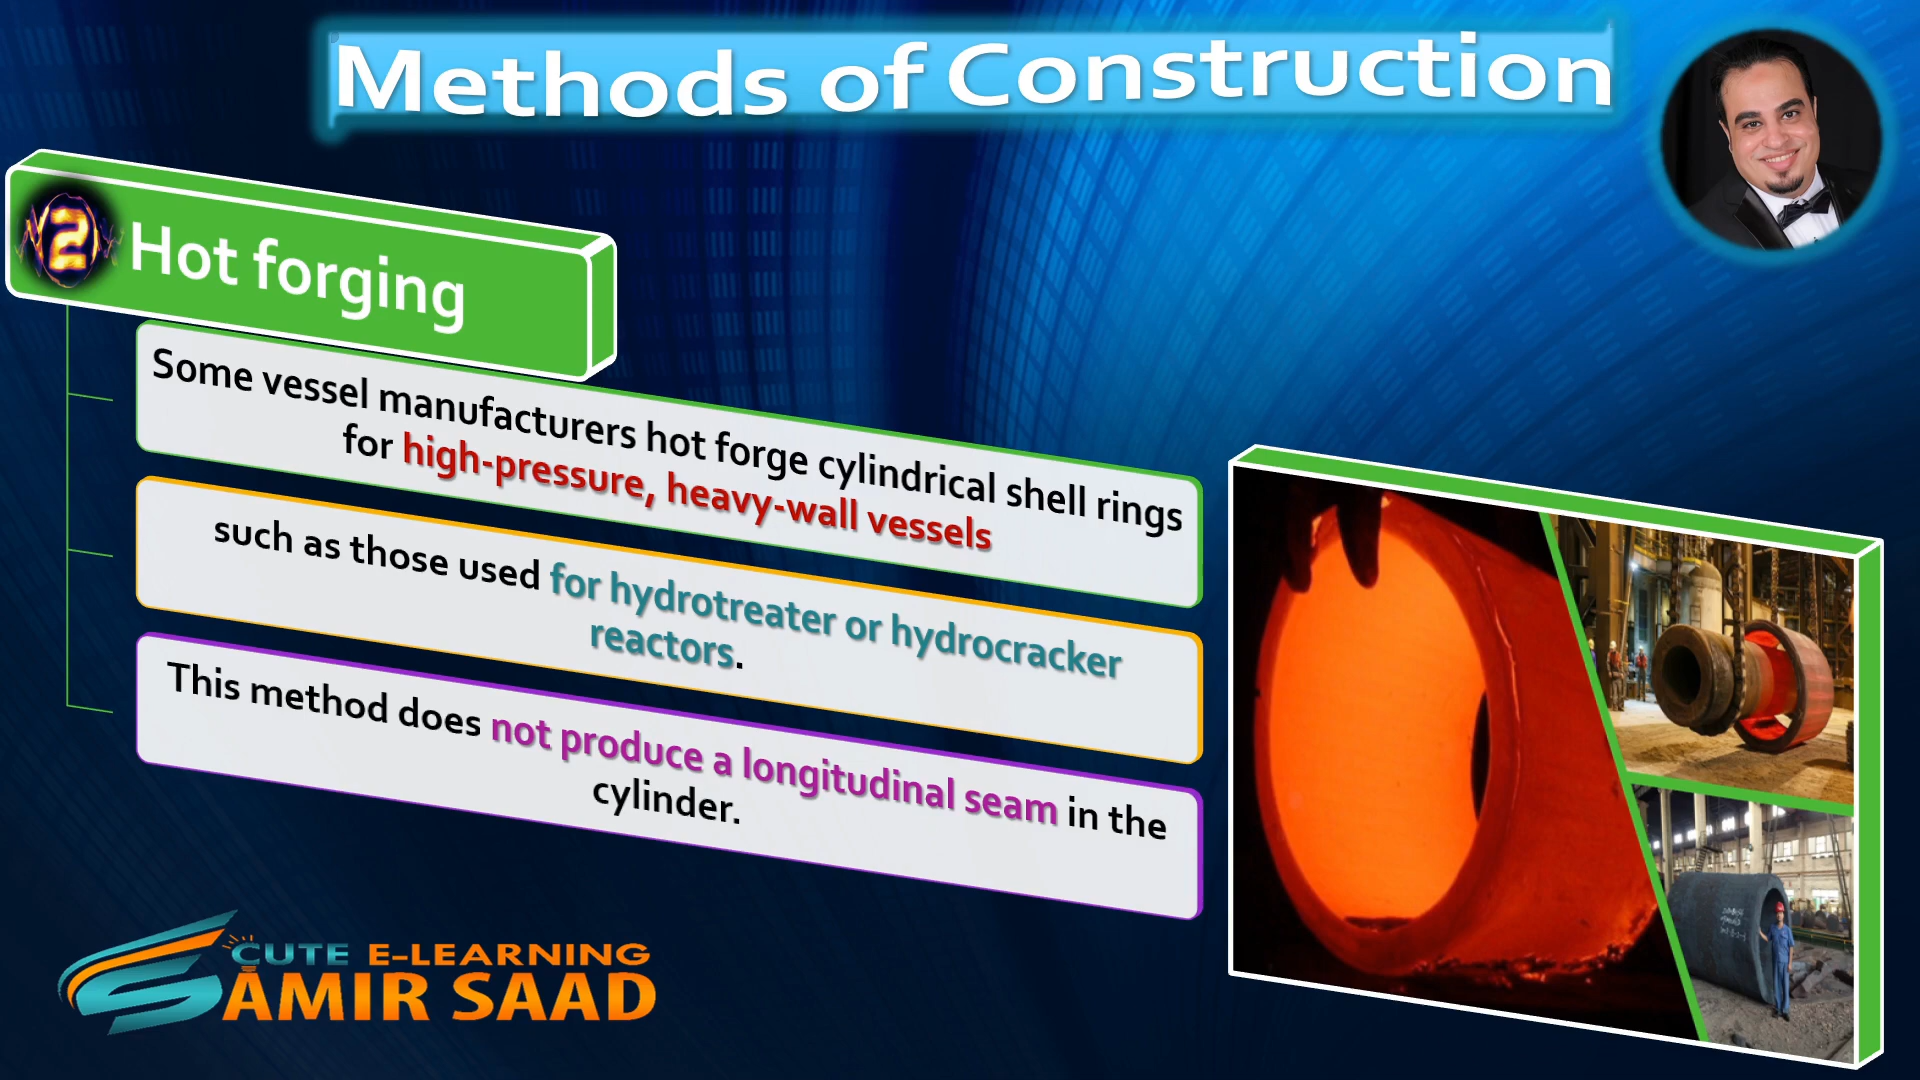 Methods of Construction
2
Hot forging
Some vessel manufacturers hot forge cylindrical shell rings
for high-pressure, heavy-wall vessels
such as those used for hydrotreater or hydrocracker
reactors.
This method does not produce a longitudinal seam in the
cylinder.
CUTE E-LEARNING
AMIR SAAD